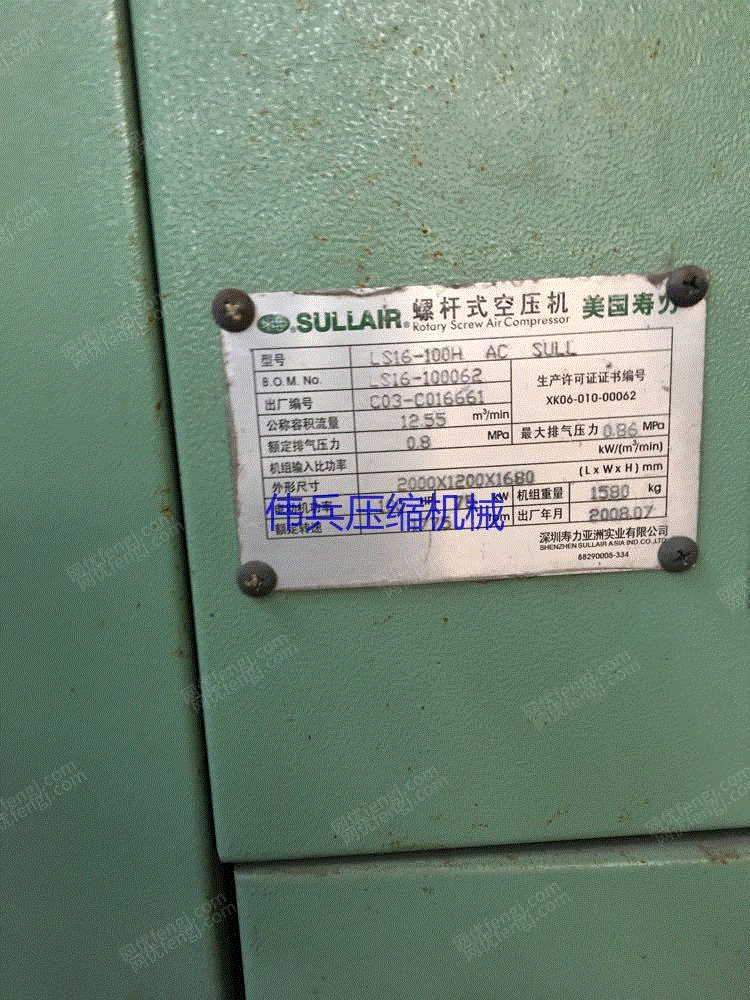 SULLAIR® 螺杆式空压机 美国寿力
Rotary Screw Air Compressor
型号 LS16-100H AC SULL
B.O.M. No. LS16-100062
生产许可证证书编号
XK06-010-00062
出厂编号 C03-C016661
公称容积流量 12.55 m³/min
额定排气压力 0.8 MPa 最大排气压力 0.86 MPa
机组输入比功率 kW/(m³/min)
外形尺寸 2000X1200X1680 (L x W x H) mm
kW 机组重量 1580 kg
额定转速 出厂年月 2008.07
伟兵压缩机械
深圳寿力亚洲实业有限公司
SHENZHEN SULLAIR ASIA IND.CO.,LTD.
88290006-334